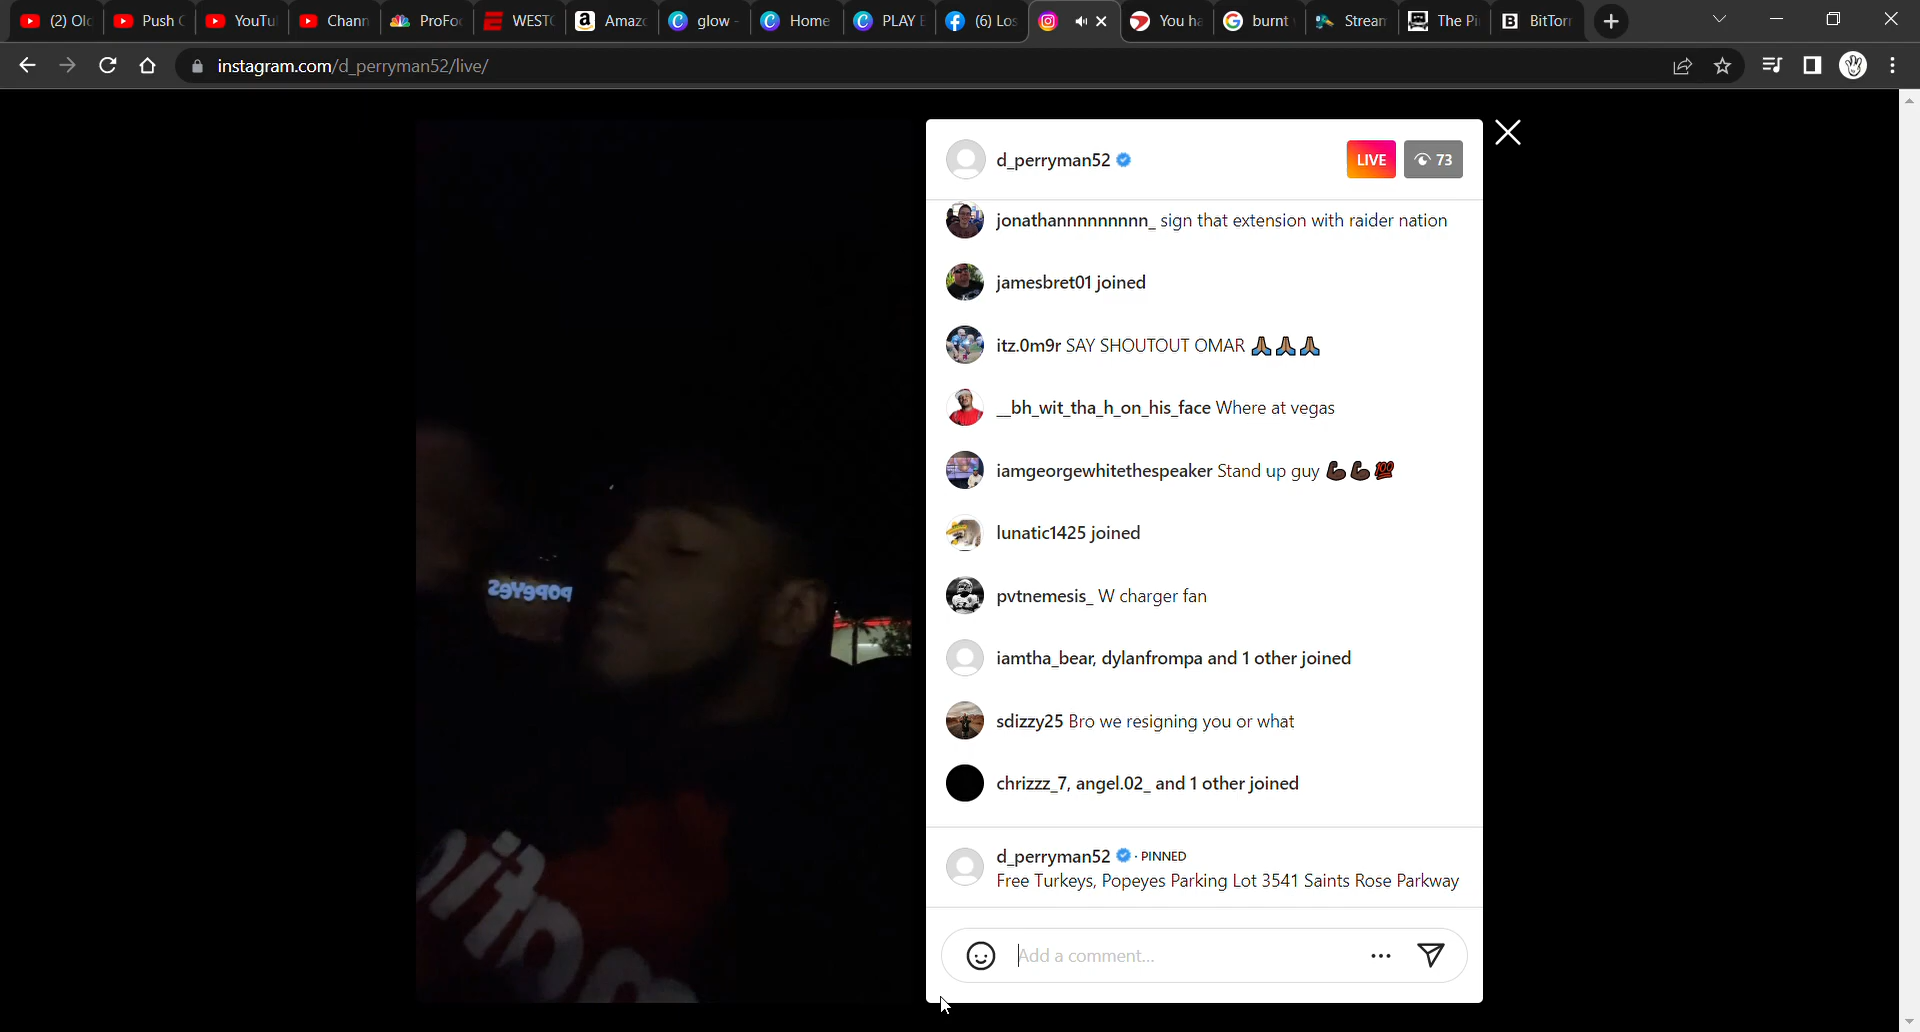 (2) Ol
Push
YouTu
Chann
ProFo
WEST
Amaz
glow
Home
PLAY
(6) Los
You ha
burnt
Stream
The Pi
BitTor
instagram.com/d_perryman52/live/
d_perryman52
LIVE
73
jonathannnnnnnnn_ sign that extension with raider nation
jamesbret01 joined
itz.0m9r SAY SHOUTOUT OMAR 🙏🏾🙏🏾🙏🏾
__bh_wit_tha_h_on_his_face Where at vegas
iamgeorgewhitethespeaker Stand up guy 💪🏿💪🏿💯
lunatic1425 joined
pvtnemesis_ W charger fan
iamtha_bear, dylanfrompa and 1 other joined
sdizzy25 Bro we resigning you or what
chrizzz_7, angel.02_ and 1 other joined
d_perryman52 · PINNED
Free Turkeys, Popeyes Parking Lot 3541 Saints Rose Parkway
Add a comment...
POPEYES